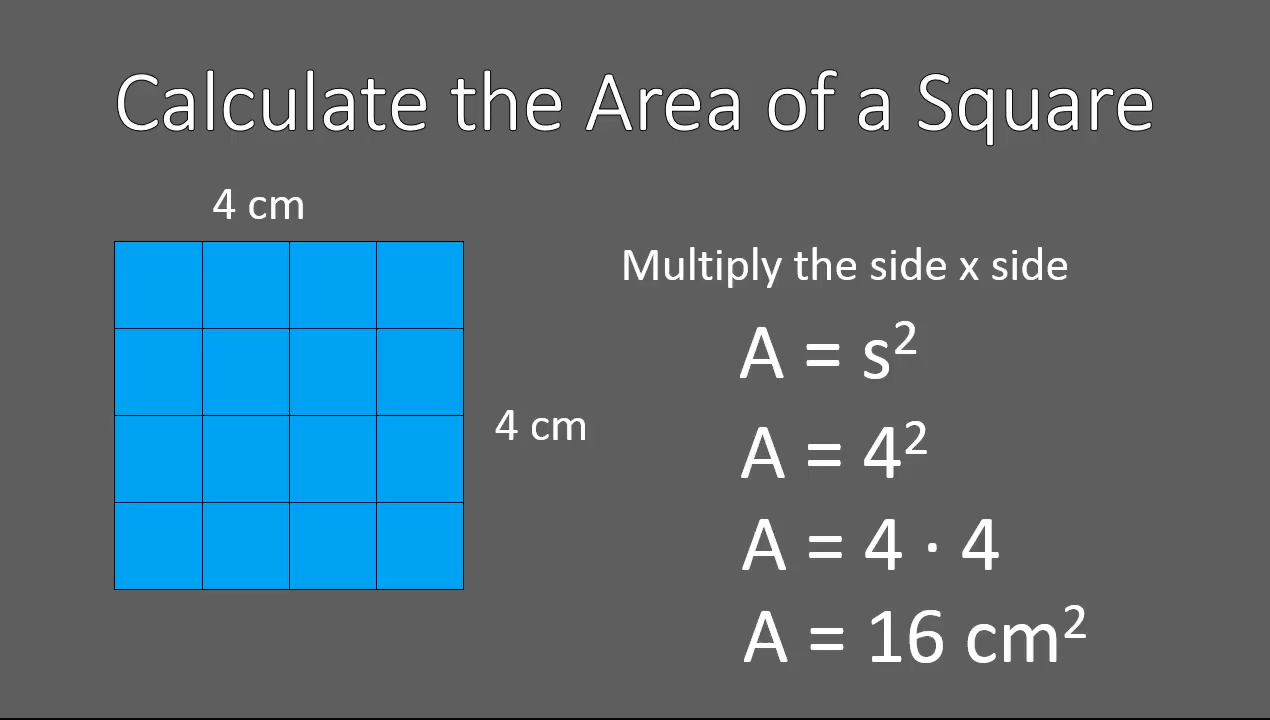 Calculate the Area of a Square
4 cm
4 cm
Multiply the side x side
A = s²
A = 4²
A = 4 · 4
A = 16 cm²